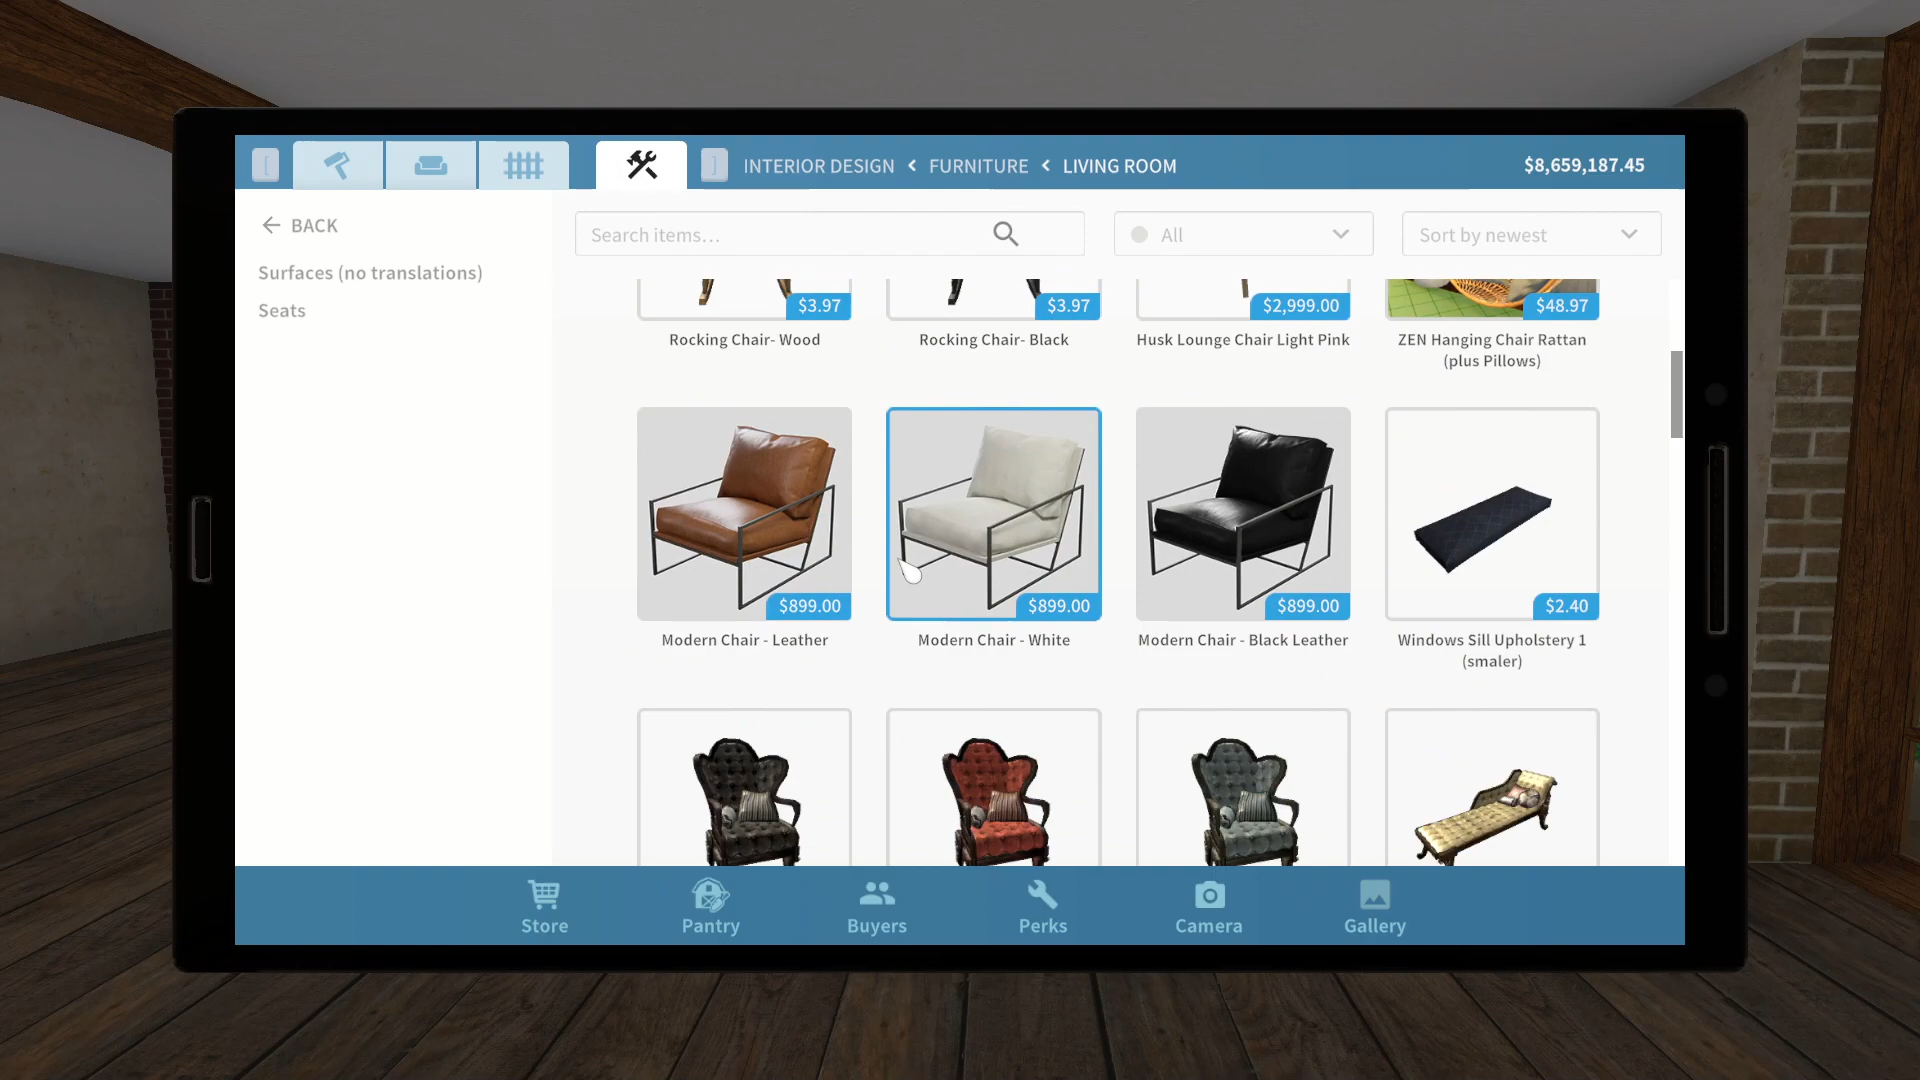 [
]
INTERIOR DESIGN < FURNITURE < LIVING ROOM
$8,659,187.45
BACK
Surfaces (no translations)
Seats
Search items...
All
Sort by newest
$3.97
$3.97
$2,999.00
$48.97
Rocking Chair- Wood
Rocking Chair- Black
Husk Lounge Chair Light Pink
ZEN Hanging Chair Rattan
(plus Pillows)
$899.00
$899.00
$899.00
$2.40
Modern Chair - Leather
Modern Chair - White
Modern Chair - Black Leather
Windows Sill Upholstery 1
(smaler)
Store
Pantry
Buyers
Perks
Camera
Gallery